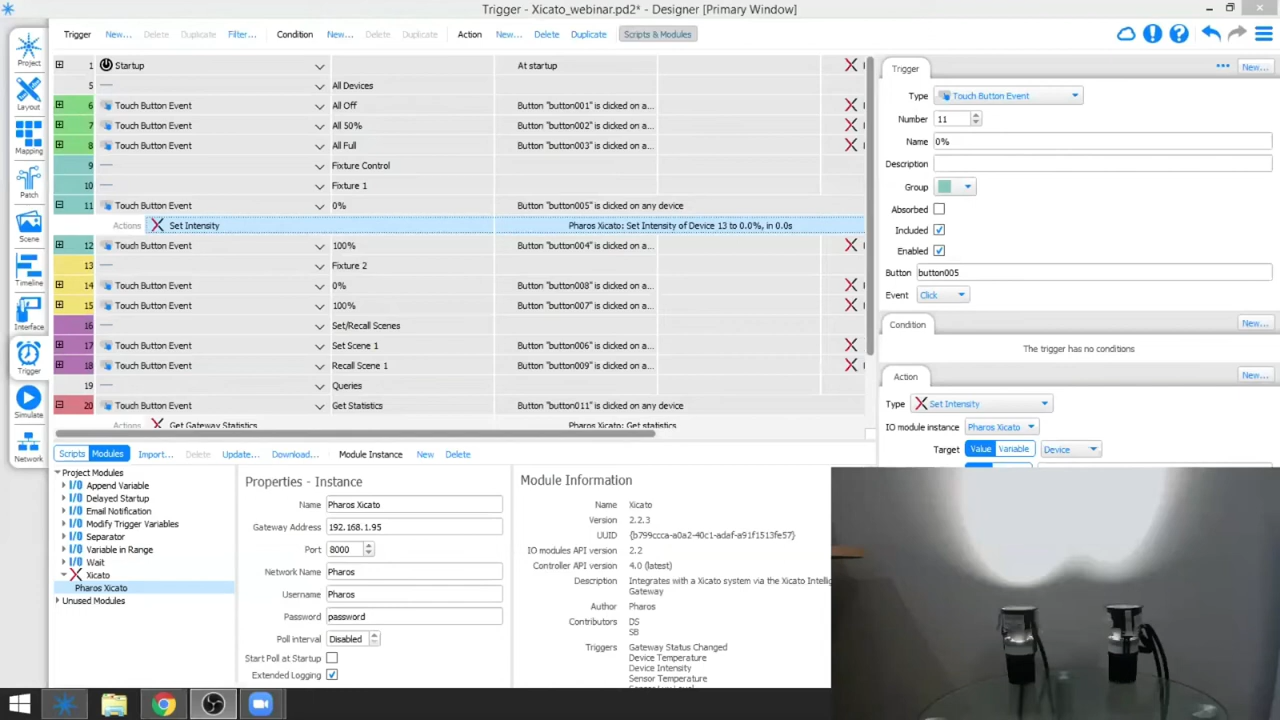 Trigger - Xicato_webinar.pd2* - Designer [Primary Window]
Trigger New... Delete Duplicate Filter... Condition New... Delete Duplicate Action New... Delete Duplicate Scripts & Modules
Project
Layout
Mapping
Patch
Scene
Timeline
Interface
Trigger
Simulate
Network
1 Startup At startup
5 — All Devices
6 Touch Button Event All Off Button "button001" is clicked on a...
7 Touch Button Event All 50% Button "button002" is clicked on a...
8 Touch Button Event All Full Button "button003" is clicked on a...
9 — Fixture Control
10 — Fixture 1
11 Touch Button Event 0% Button "button005" is clicked on any device
Actions Set Intensity Pharos Xicato: Set Intensity of Device 13 to 0.0%, in 0.0s
12 Touch Button Event 100% Button "button004" is clicked on a...
13 — Fixture 2
14 Touch Button Event 0% Button "button008" is clicked on a...
15 Touch Button Event 100% Button "button007" is clicked on a...
16 — Set/Recall Scenes
17 Touch Button Event Set Scene 1 Button "button006" is clicked on a...
18 Touch Button Event Recall Scene 1 Button "button009" is clicked on a...
19 — Queries
20 Touch Button Event Get Statistics Button "button011" is clicked on any device
Actions Get Gateway Statistics Pharos Xicato: Get statistics
Trigger ••• New...
Type Touch Button Event
Number 11
Name 0%
Description
Group
Absorbed
Included
Enabled
Button button005
Event Click
Condition New...
The trigger has no conditions
Action New...
Type Set Intensity
IO module instance Pharos Xicato
Target Value Variable Device
Scripts Modules Import... Delete Update... Download... Module Instance New Delete
Project Modules
I/O Append Variable
I/O Delayed Startup
I/O Email Notification
I/O Modify Trigger Variables
I/O Separator
I/O Variable in Range
I/O Wait
Xicato
Pharos Xicato
Unused Modules
Properties - Instance
Name Pharos Xicato
Gateway Address 192.168.1.95
Port 8000
Network Name Pharos
Username Pharos
Password password
Poll interval Disabled
Start Poll at Startup
Extended Logging
Module Information
Name Xicato
Version 2.2.3
UUID {b799ccca-a0a2-40c1-adaf-a91f1513fe57}
IO modules API version 2.2
Controller API version 4.0 (latest)
Description Integrates with a Xicato system via the Xicato Intellig
Gateway
Author Pharos
Contributors DS
SB
Triggers Gateway Status Changed
Device Temperature
Device Intensity
Sensor Temperature